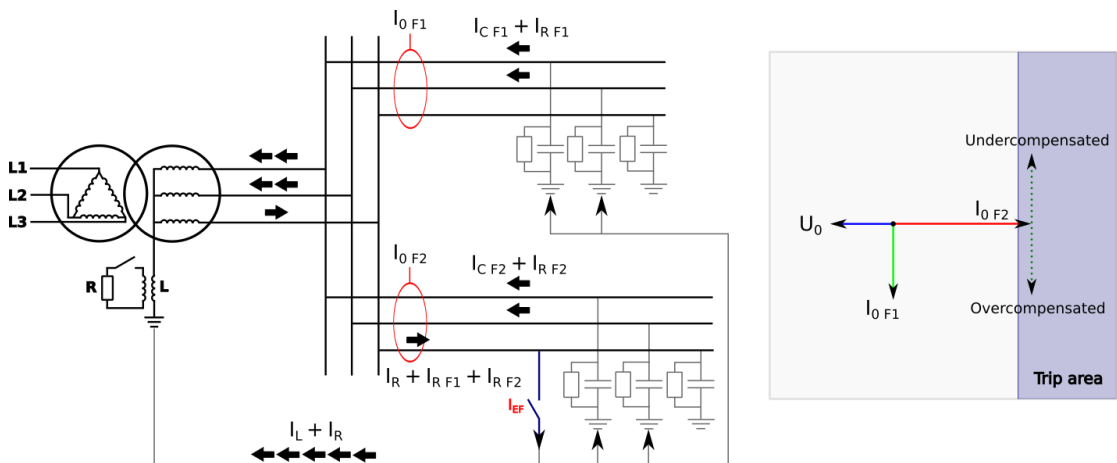 I0 F1
IC F1 + IR F1
L1
L2
L3
R
L
I0 F2
IC F2 + IR F2
IR + IR F1 + IR F2
IEF
IL + IR
Undercompensated
I0 F2
U0
I0 F1
Overcompensated
Trip area